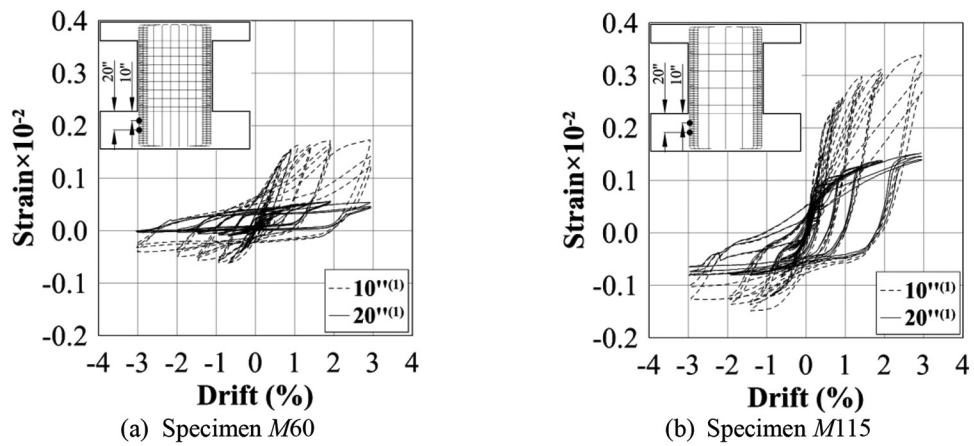 0.4
0.3
0.2
0.1
0.0
-0.1
-0.2
Strain×10⁻²
20"
10"
10"⁽¹⁾
20"⁽¹⁾
-4 -3 -2 -1 0 1 2 3 4
Drift (%)
(a) Specimen M60
0.4
0.3
0.2
0.1
0.0
-0.1
0.2
Strain×10⁻²
20"
10"
10"⁽¹⁾
20"⁽¹⁾
-4 -3 -2 -1 0 1 2 3 4
Drift (%)
(b) Specimen M115